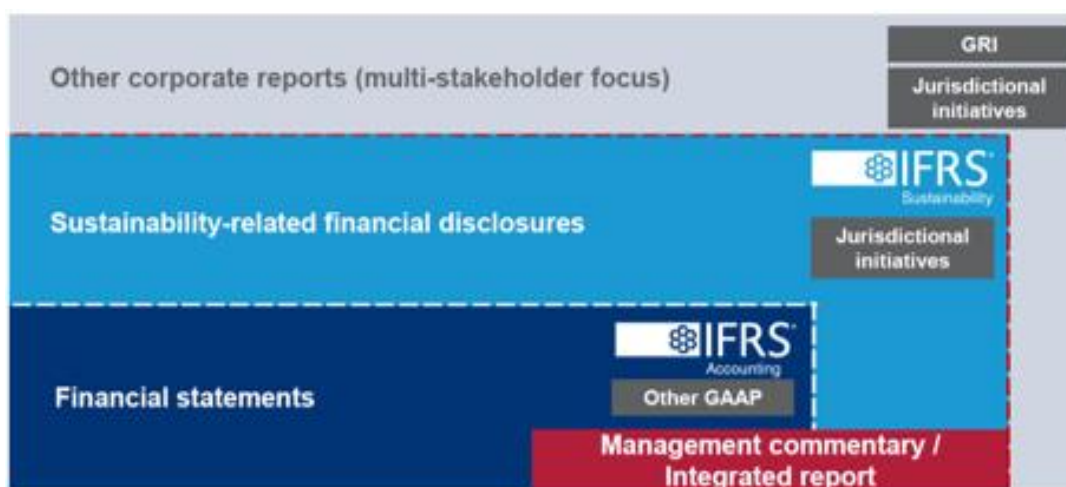 GRI
Other corporate reports (multi-stakeholder focus)
Jurisdictional
initiatives
IFRS
Sustainability
Sustainability-related financial disclosures
Jurisdictional
initiatives
IFRS
Accounting
Financial statements
Other GAAP
Management commentary /
Integrated report